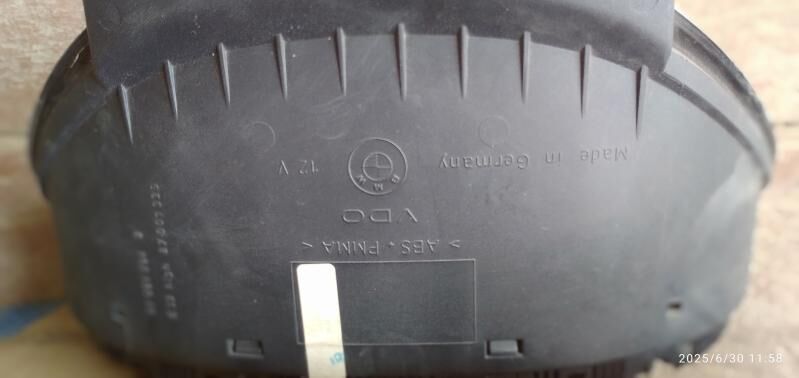 > ABS . PMMA <
VDO
BMW
Made in Germany
12 V
2025/6/30 11:58